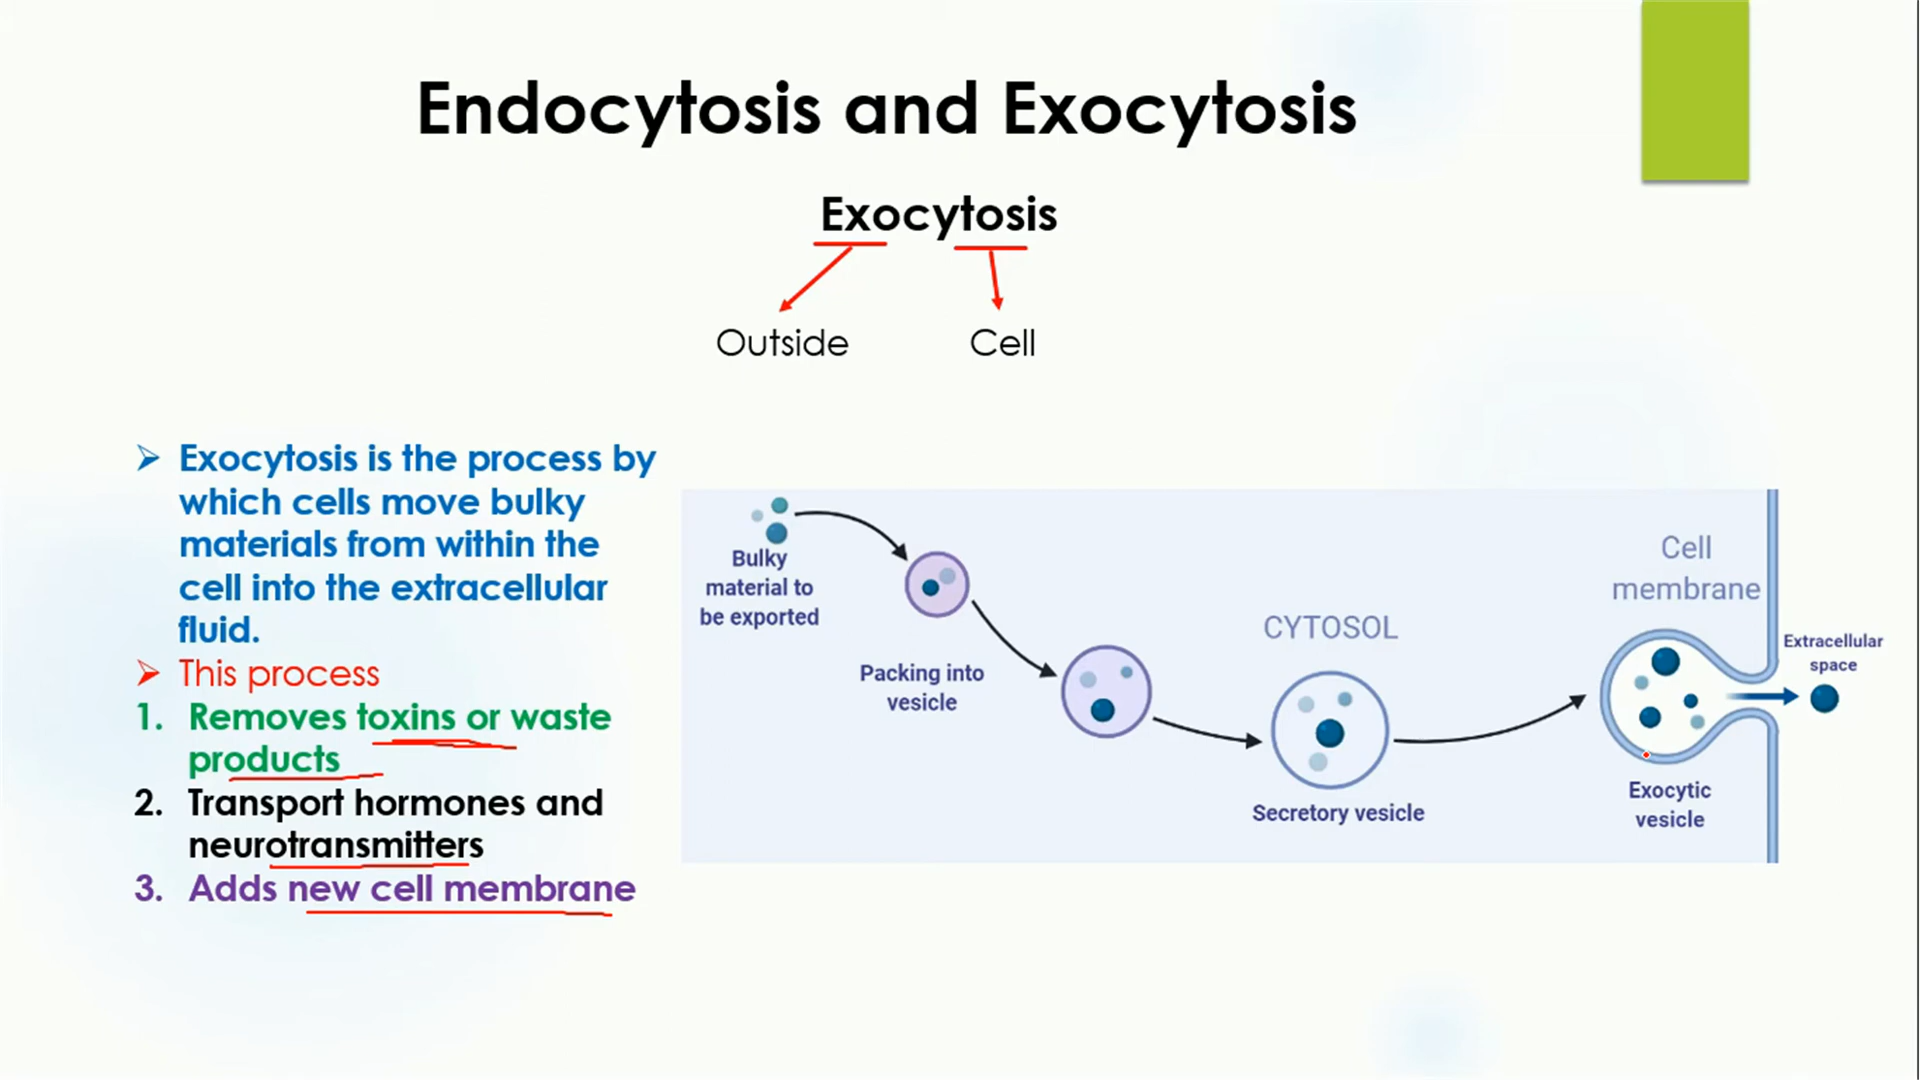 Endocytosis and Exocytosis
Exocytosis
Outside
Cell
➢ Exocytosis is the process by
which cells move bulky
materials from within the
cell into the extracellular
fluid.
➢ This process
1. Removes toxins or waste
products
2. Transport hormones and
neurotransmitters
3. Adds new cell membrane
Bulky
material to
be exported
Packing into
vesicle
CYTOSOL
Secretory vesicle
Cell
membrane
Extracellular
space
Exocytic
vesicle